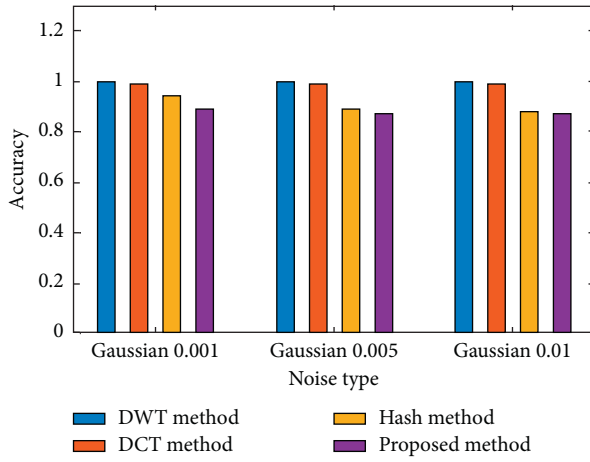 1.2
1
0.8
0.6
0.4
0.2
0
Accuracy
Gaussian 0.001 Gaussian 0.005 Gaussian 0.01
Noise type
DWT method Hash method
DCT method Proposed method